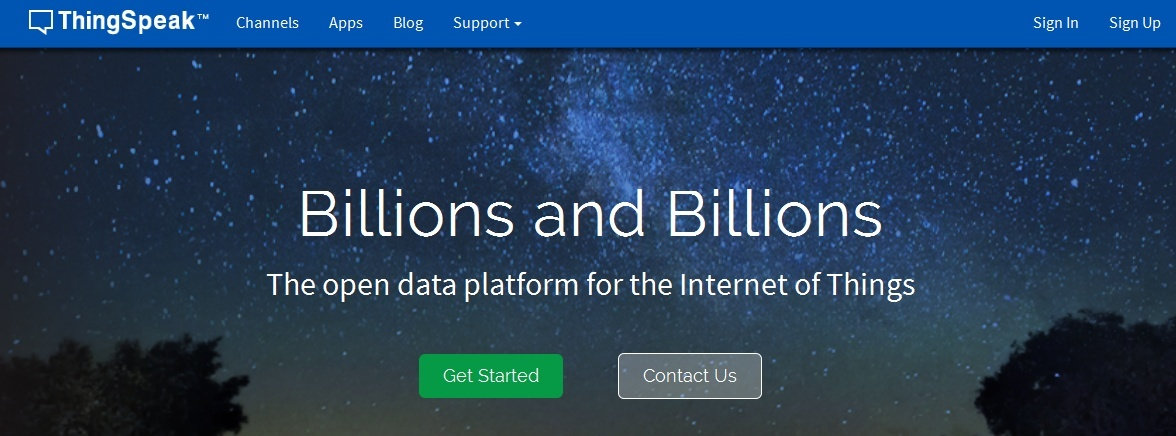 ThingSpeak™ Channels Apps Blog Support Sign In Sign Up
Billions and Billions
The open data platform for the Internet of Things
Get Started Contact Us